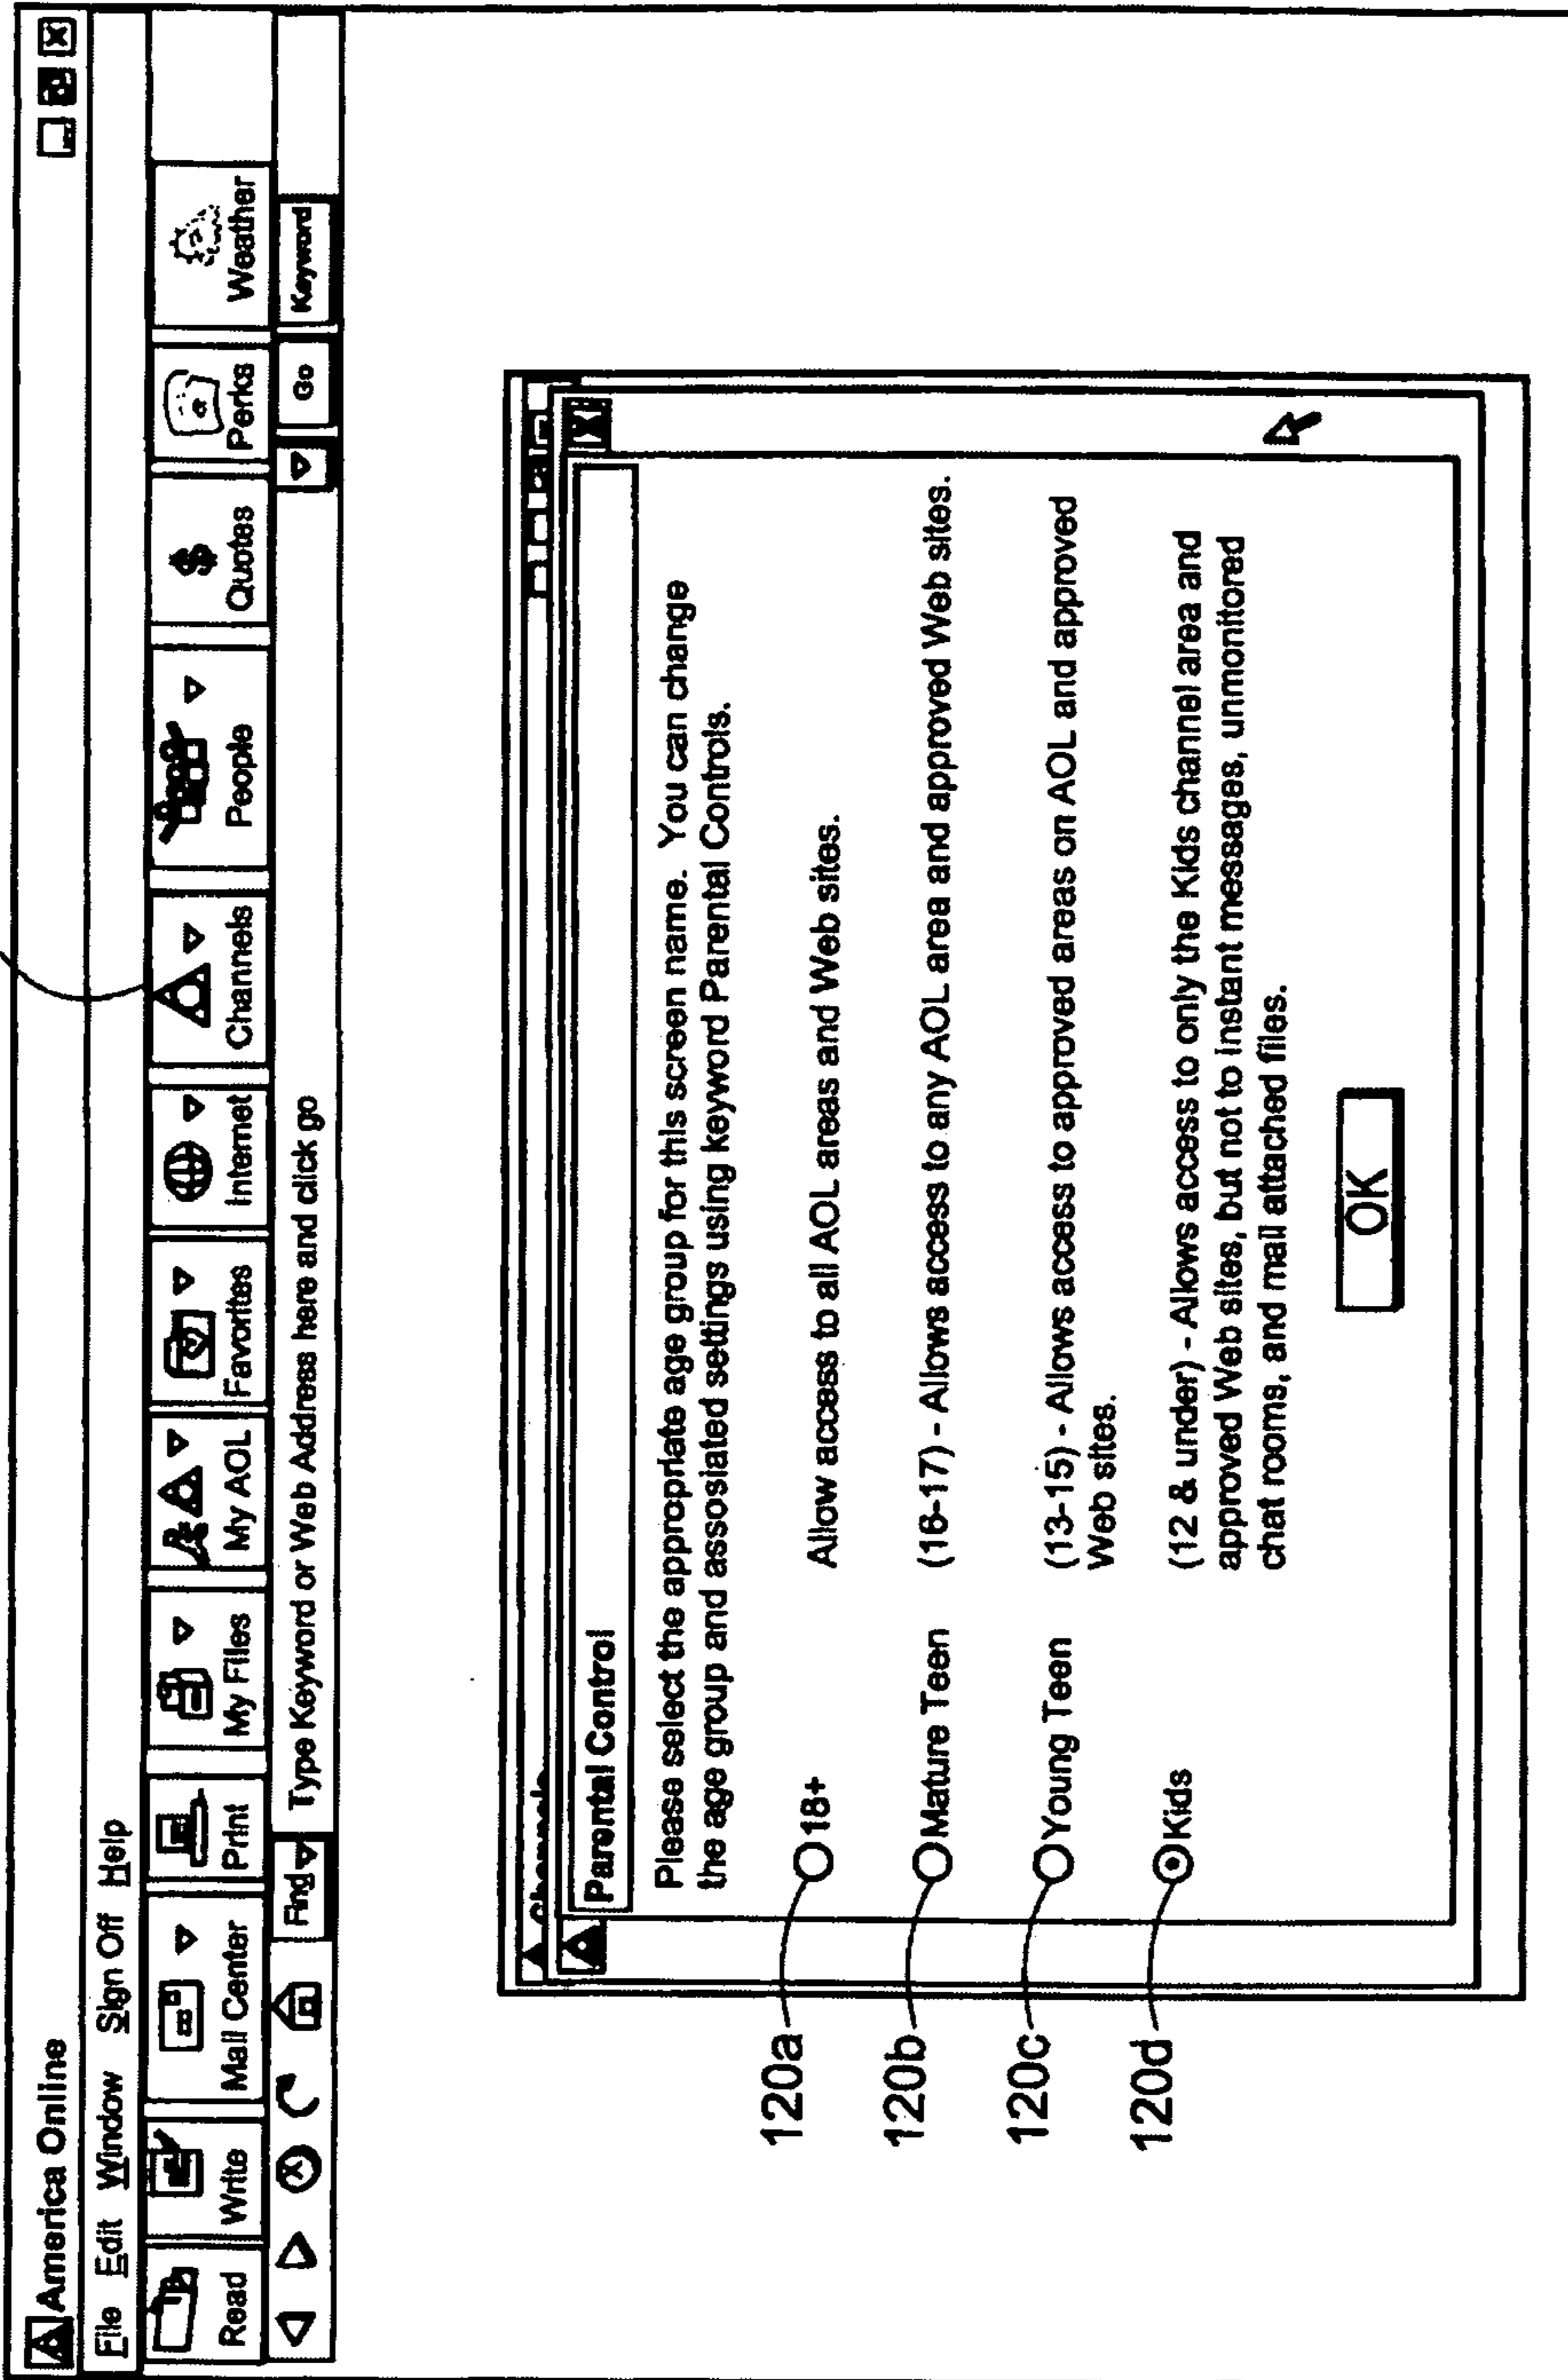 America Online
File Edit Window Sign Off Help
Read Write Mail Center Print My Files My AOL Favorites Internet Channels People Quotes Perks Weather
Find Type Keyword or Web Address here and click go Go Keyword
Channels
Parental Control
Please select the appropriate age group for this screen name. You can change
the age group and assosiated settings using keyword Parental Controls.
120a 18+ Allow access to all AOL areas and Web sites.
120b Mature Teen (16-17) - Allows access to any AOL area and approved Web sites.
120c Young Teen (13-15) - Allows access to approved areas on AOL and approved
Web sites.
120d Kids (12 & under) - Allows access to only the Kids channel area and
approved Web sites, but not to instant messages, unmonitored
chat rooms, and mail attached files.
OK